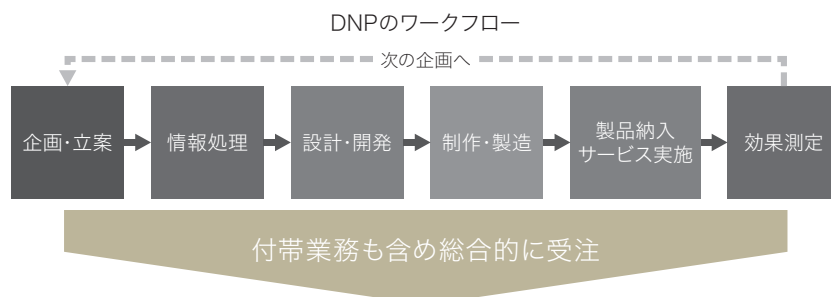 DNPのワークフロー
次の企画へ
企画・立案
情報処理
設計・開発
制作・製造
製品納入
サービス実施
効果測定
付帯業務も含め総合的に受注